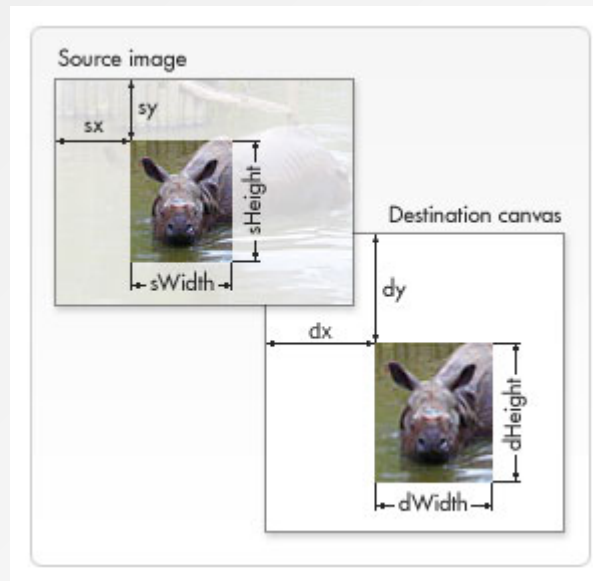 Source image
sy
sx
sHeight
sWidth
Destination canvas
dy
dx
dHeight
dWidth